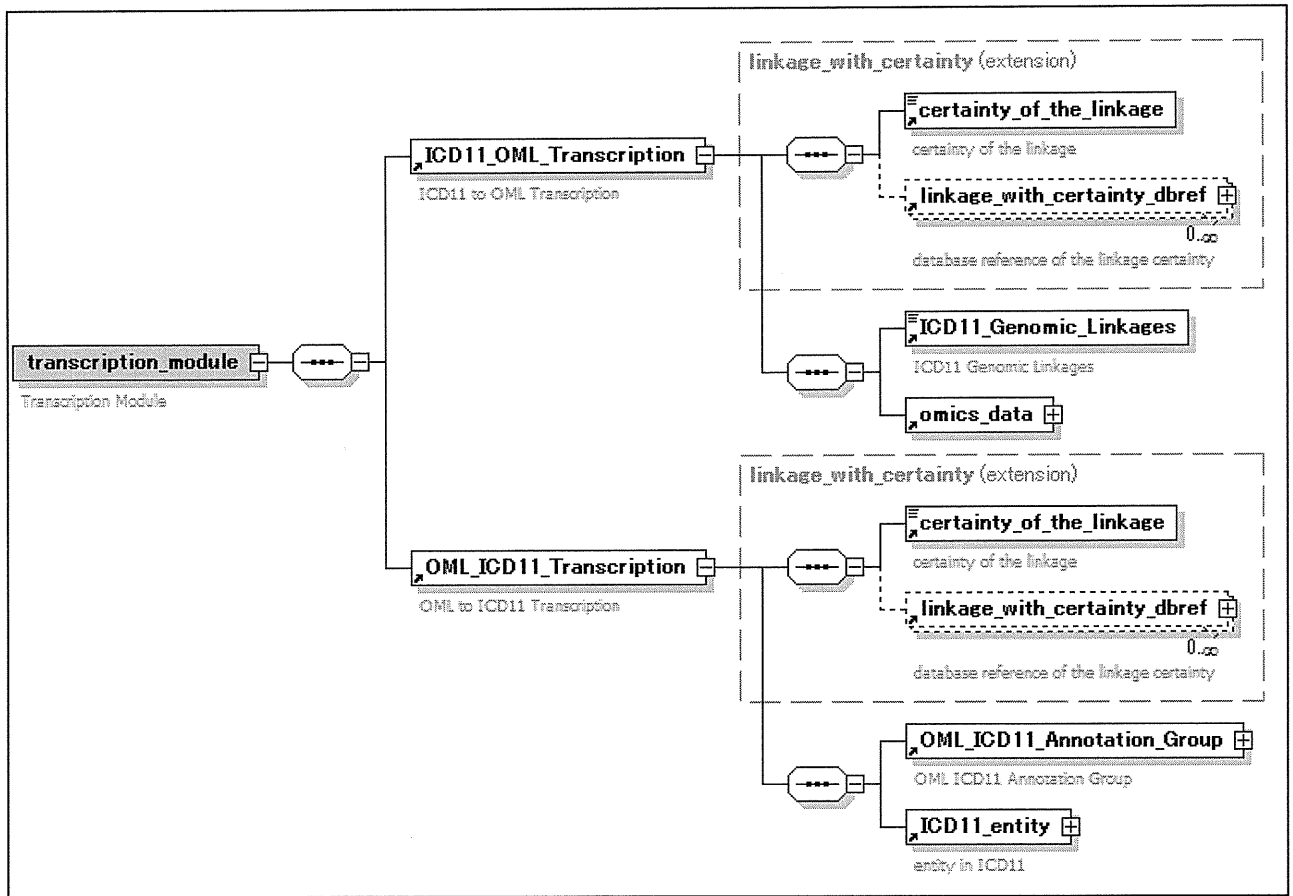 linkage_with_certainty (extension)
certainty_of_the_linkage
certainty of the linkage
ICD11_OML_Transcription
ICD11 to OML Transcription
linkage_with_certainty_dbref
0..∞
database reference of the linkage certainty
ICD11_Genomic_Linkages
ICD11 Genomic Linkages
transcription_module
Transcription Module
omics_data
linkage_with_certainty (extension)
certainty_of_the_linkage
certainty of the linkage
OML_ICD11_Transcription
OML to ICD11 Transcription
linkage_with_certainty_dbref
0..∞
database reference of the linkage certainty
OML_ICD11_Annotation_Group
OML ICD11 Annotation Group
ICD11_entity
entity in ICD11